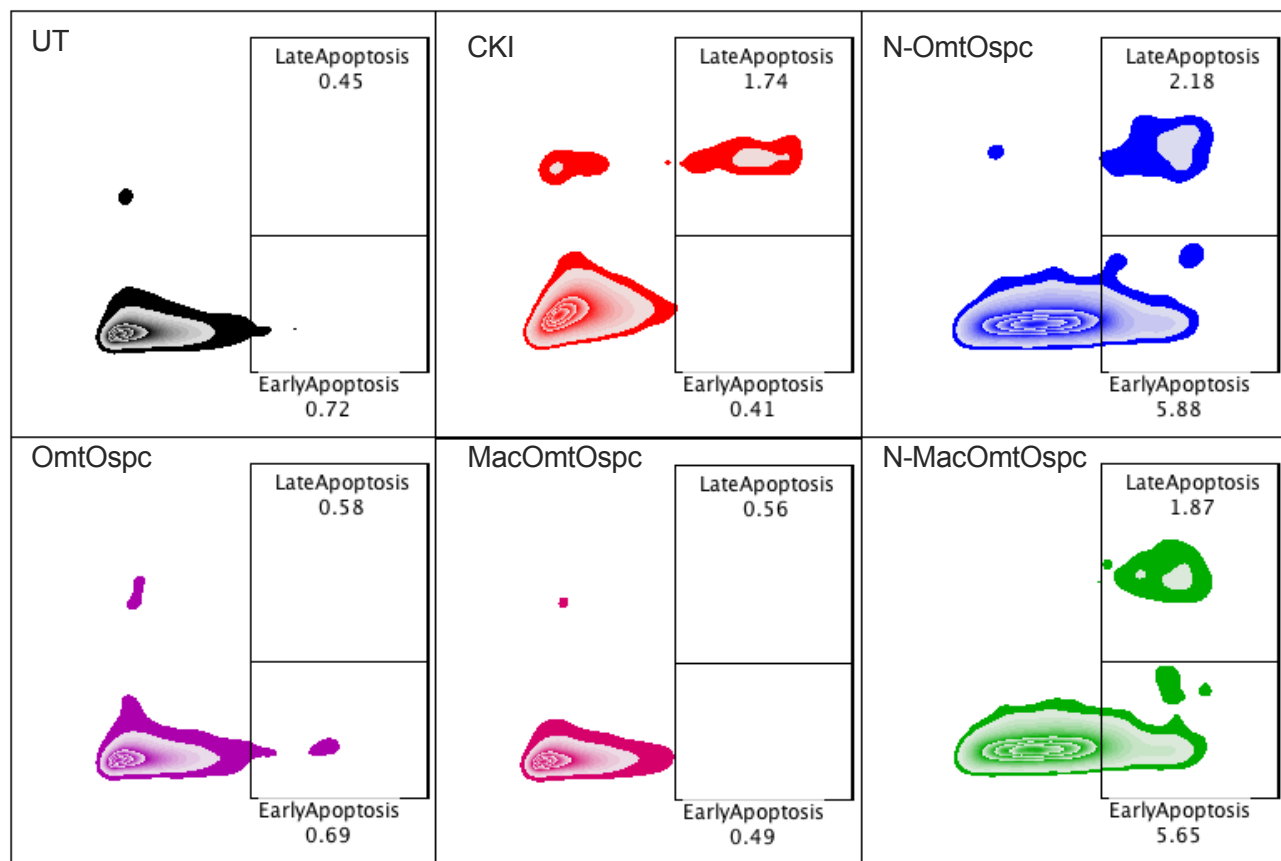 UT
LateApoptosis
0.45
EarlyApoptosis
0.72
CKI
LateApoptosis
1.74
EarlyApoptosis
0.41
N-OmtOspc
LateApoptosis
2.18
EarlyApoptosis
5.88
OmtOspc
LateApoptosis
0.58
EarlyApoptosis
0.69
MacOmtOspc
LateApoptosis
0.56
EarlyApoptosis
0.49
N-MacOmtOspc
LateApoptosis
1.87
EarlyApoptosis
5.65